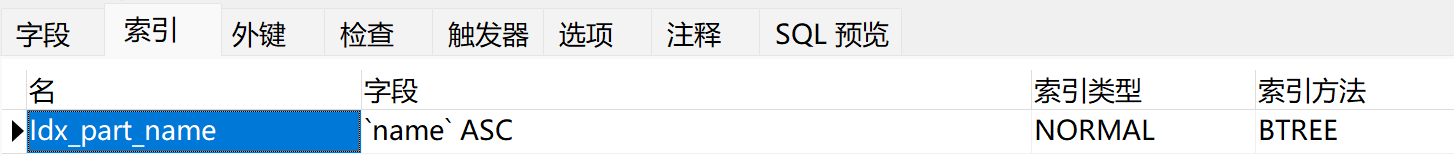 字段 索引 外键 检查 触发器 选项 注释 SQL 预览
名 字段 索引类型 索引方法
Idx_part_name `name` ASC NORMAL BTREE